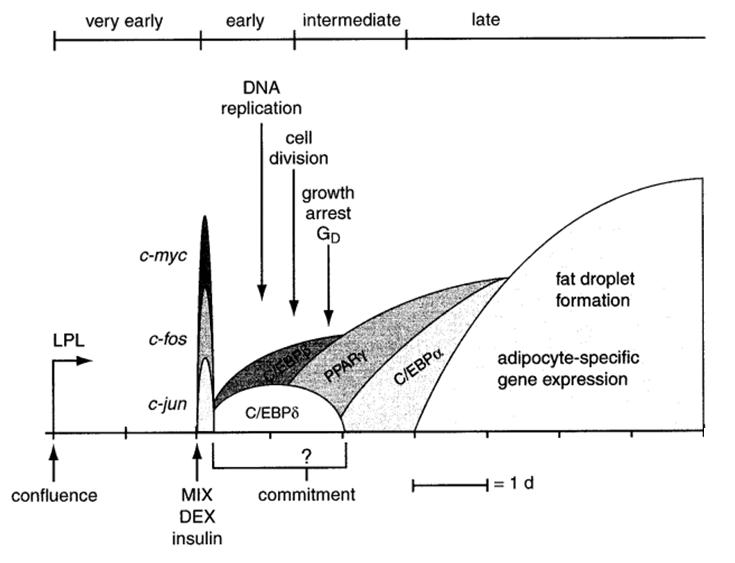 very early early intermediate late
DNA
replication
cell
division
growth
arrest
GD
c-myc
fat droplet
formation
LPL
c-fos
C/EBPβ
PPARγ
C/EBPα
adipocyte-specific
gene expression
c-jun
C/EBPδ
?
confluence
MIX
DEX
insulin
commitment
= 1 d